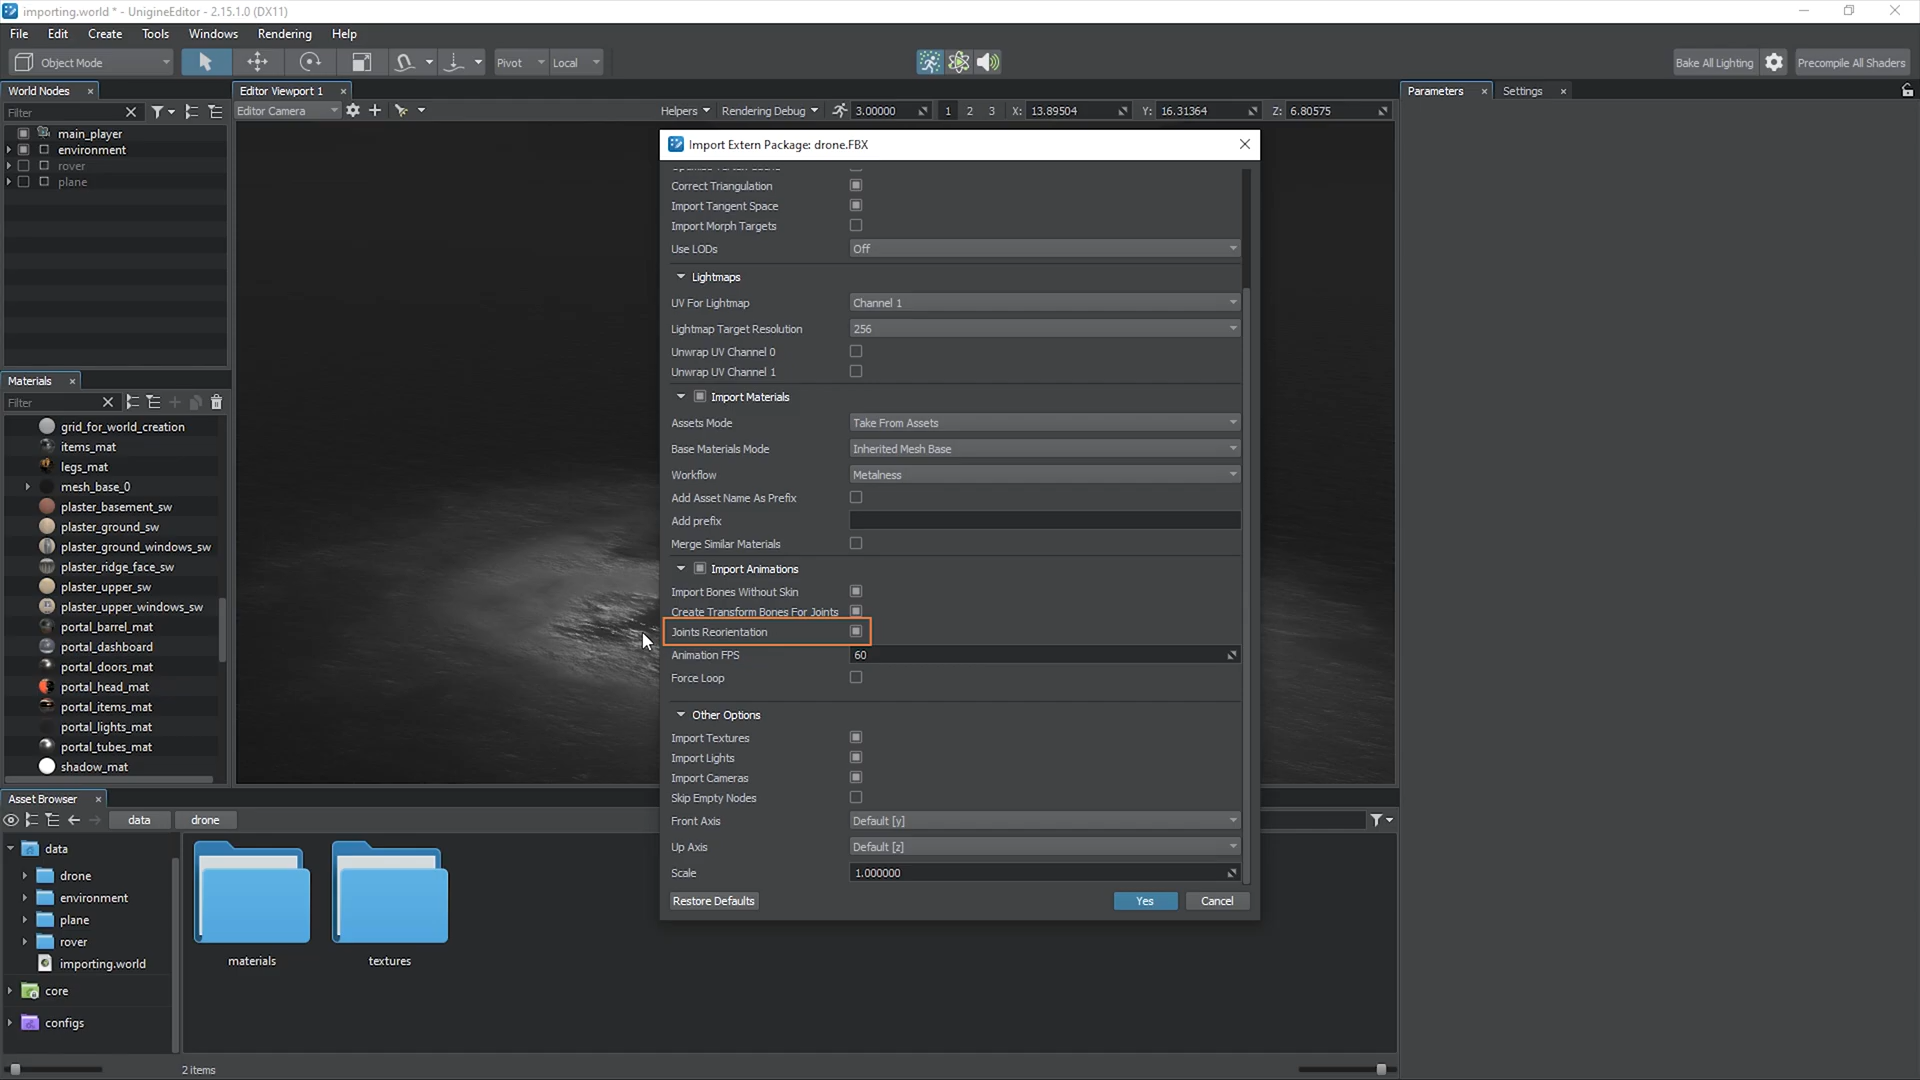 importing.world * - UnigineEditor - 2.15.1.0 (DX11)
File Edit Create Tools Windows Rendering Help
Object Mode Pivot Local Bake All Lighting Precompile All Shaders
World Nodes × Editor Viewport 1 × Parameters × Settings ×
Filter Editor Camera Helpers Rendering Debug 3.00000 1 2 3 X: 13.89504 Y: 16.31364 Z: 6.80575
main_player
environment
rover
plane
Import Extern Package: drone.FBX
Correct Triangulation
Import Tangent Space
Import Morph Targets
Use LODs Off
Lightmaps
UV For Lightmap Channel 1
Lightmap Target Resolution 256
Unwrap UV Channel 0
Unwrap UV Channel 1
Import Materials
Assets Mode Take From Assets
Base Materials Mode Inherited Mesh Base
Workflow Metalness
Add Asset Name As Prefix
Add prefix
Merge Similar Materials
Import Animations
Import Bones Without Skin
Create Transform Bones For Joints
Joints Reorientation
Animation FPS 60
Force Loop
Other Options
Import Textures
Import Lights
Import Cameras
Skip Empty Nodes
Front Axis Default [y]
Up Axis Default [z]
Scale 1.000000
Restore Defaults Yes Cancel
Materials ×
Filter
grid_for_world_creation
items_mat
legs_mat
mesh_base_0
plaster_basement_sw
plaster_ground_sw
plaster_ground_windows_sw
plaster_ridge_face_sw
plaster_upper_sw
plaster_upper_windows_sw
portal_barrel_mat
portal_dashboard
portal_doors_mat
portal_head_mat
portal_items_mat
portal_lights_mat
portal_tubes_mat
shadow_mat
Asset Browser ×
data drone
data
drone
environment
plane
rover
importing.world
core
configs
materials textures
2 items